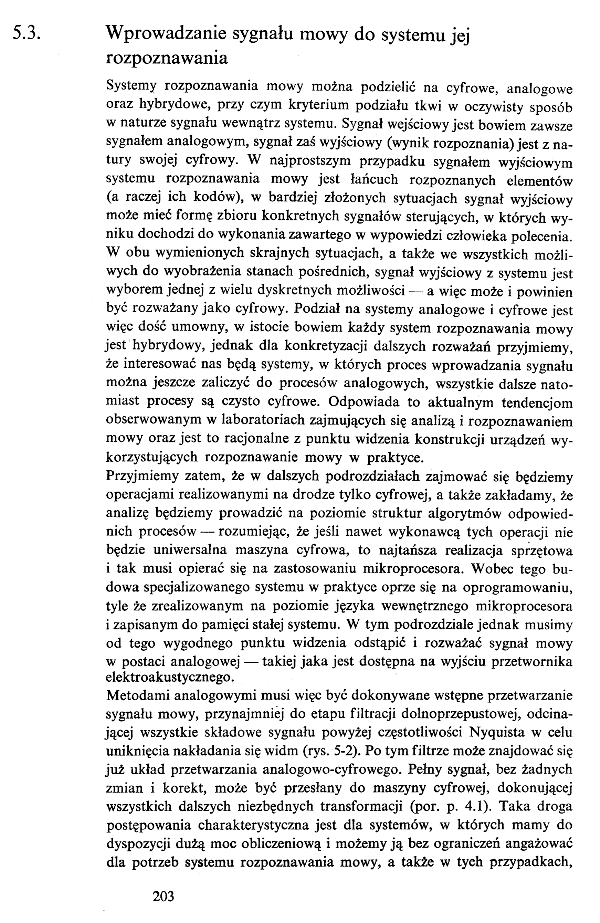 5.3. Wprowadzanie sygnału mowy do systemu jej
rozpoznawania
Systemy rozpoznawania mowy można podzielić na cyfrowe, analogowe
oraz hybrydowe, przy czym kryterium podziału tkwi w oczywisty sposób
w naturze sygnału wewnątrz systemu. Sygnał wejściowy jest bowiem zawsze
sygnałem analogowym, sygnał zaś wyjściowy (wynik rozpoznania) jest z na-
tury swojej cyfrowy. W najprostszym przypadku sygnałem wyjściowym
systemu rozpoznawania mowy jest łańcuch rozpoznanych elementów
(a raczej ich kodów), w bardziej złożonych sytuacjach sygnał wyjściowy
może mieć formę zbioru konkretnych sygnałów sterujących, w których wy-
niku dochodzi do wykonania zawartego w wypowiedzi człowieka polecenia.
W obu wymienionych skrajnych sytuacjach, a także we wszystkich możli-
wych do wyobrażenia stanach pośrednich, sygnał wyjściowy z systemu jest
wyborem jednej z wielu dyskretnych możliwości — a więc może i powinien
być rozważany jako cyfrowy. Podział na systemy analogowe i cyfrowe jest
więc dość umowny, w istocie bowiem każdy system rozpoznawania mowy
jest hybrydowy, jednak dla konkretyzacji dalszych rozważań przyjmiemy,
że interesować nas będą systemy, w których proces wprowadzania sygnału
można jeszcze zaliczyć do procesów analogowych, wszystkie dalsze nato-
miast procesy są czysto cyfrowe. Odpowiada to aktualnym tendencjom
obserwowanym w laboratoriach zajmujących się analizą i rozpoznawaniem
mowy oraz jest to racjonalne z punktu widzenia konstrukcji urządzeń wy-
korzystujących rozpoznawanie mowy w praktyce.
Przyjmiemy zatem, że w dalszych podrozdziałach zajmować się będziemy
operacjami realizowanymi na drodze tylko cyfrowej, a także zakładamy, że
analizę będziemy prowadzić na poziomie struktur algorytmów odpowied-
nich procesów — rozumiejąc, że jeśli nawet wykonawcą tych operacji nie
będzie uniwersalna maszyna cyfrowa, to najtańsza realizacja sprzętowa
i tak musi opierać się na zastosowaniu mikroprocesora. Wobec tego bu-
dowa specjalizowanego systemu w praktyce oprze się na oprogramowaniu,
tyle że zrealizowanym na poziomie języka wewnętrznego mikroprocesora
i zapisanym do pamięci stałej systemu. W tym podrozdziale jednak musimy
od tego wygodnego punktu widzenia odstąpić i rozważać sygnał mowy
w postaci analogowej — takiej jaka jest dostępna na wyjściu przetwornika
elektroakustycznego.
Metodami analogowymi musi więc być dokonywane wstępne przetwarzanie
sygnału mowy, przynajmniej do etapu filtracji dolnoprzepustowej, odcina-
jącej wszystkie składowe sygnału powyżej częstotliwości Nyquista w celu
uniknięcia nakładania się widm (rys. 5-2). Po tym filtrze może znajdować się
już układ przetwarzania analogowo-cyfrowego. Pełny sygnał, bez żadnych
zmian i korekt, może być przesłany do maszyny cyfrowej, dokonującej
wszystkich dalszych niezbędnych transformacji (por. p. 4.1). Taka droga
postępowania charakterystyczna jest dla systemów, w których mamy do
dyspozycji dużą moc obliczeniową i możemy ją bez ograniczeń angażować
dla potrzeb systemu rozpoznawania mowy, a także w tych przypadkach,
203